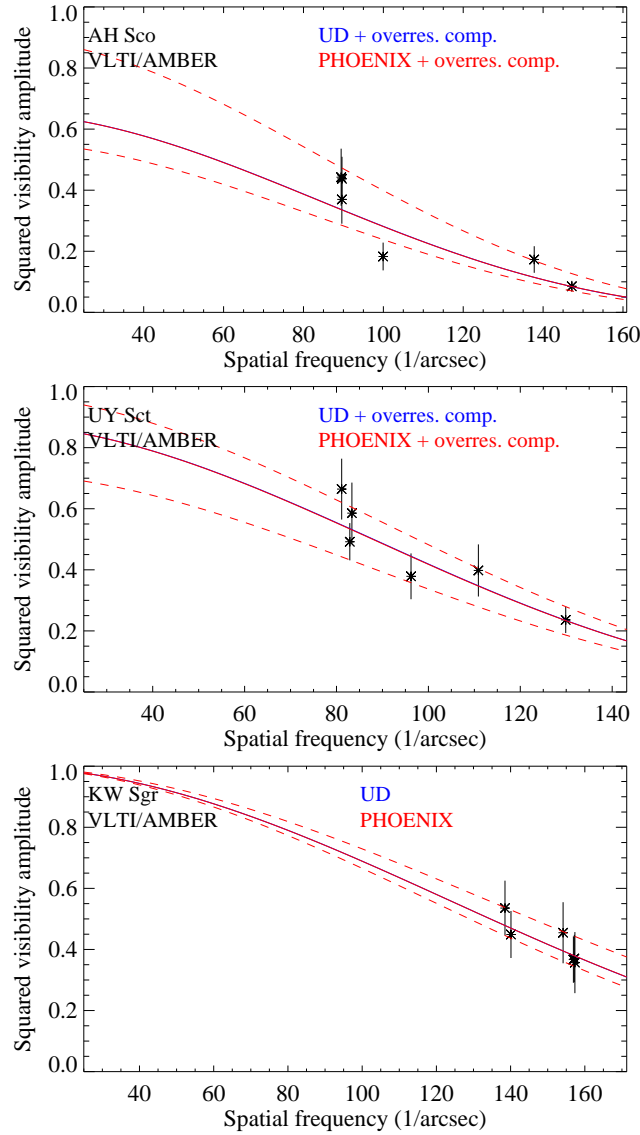 1.0
AH Sco UD + overres. comp.
VLTI/AMBER PHOENIX + overres. comp.
0.8
0.6
0.4
0.2
0.0
Squared visibility amplitude
40 60 80 100 120 140 160
Spatial frequency (1/arcsec)
1.0
UY Sct UD + overres. comp.
VLTI/AMBER PHOENIX + overres. comp.
0.8
0.6
0.4
0.2
0.0
Squared visibility amplitude
40 60 80 100 120 140
Spatial frequency (1/arcsec)
1.0
KW Sgr UD
VLTI/AMBER PHOENIX
0.8
0.6
0.4
0.2
0.0
Squared visibility amplitude
40 60 80 100 120 140 160
Spatial frequency (1/arcsec)